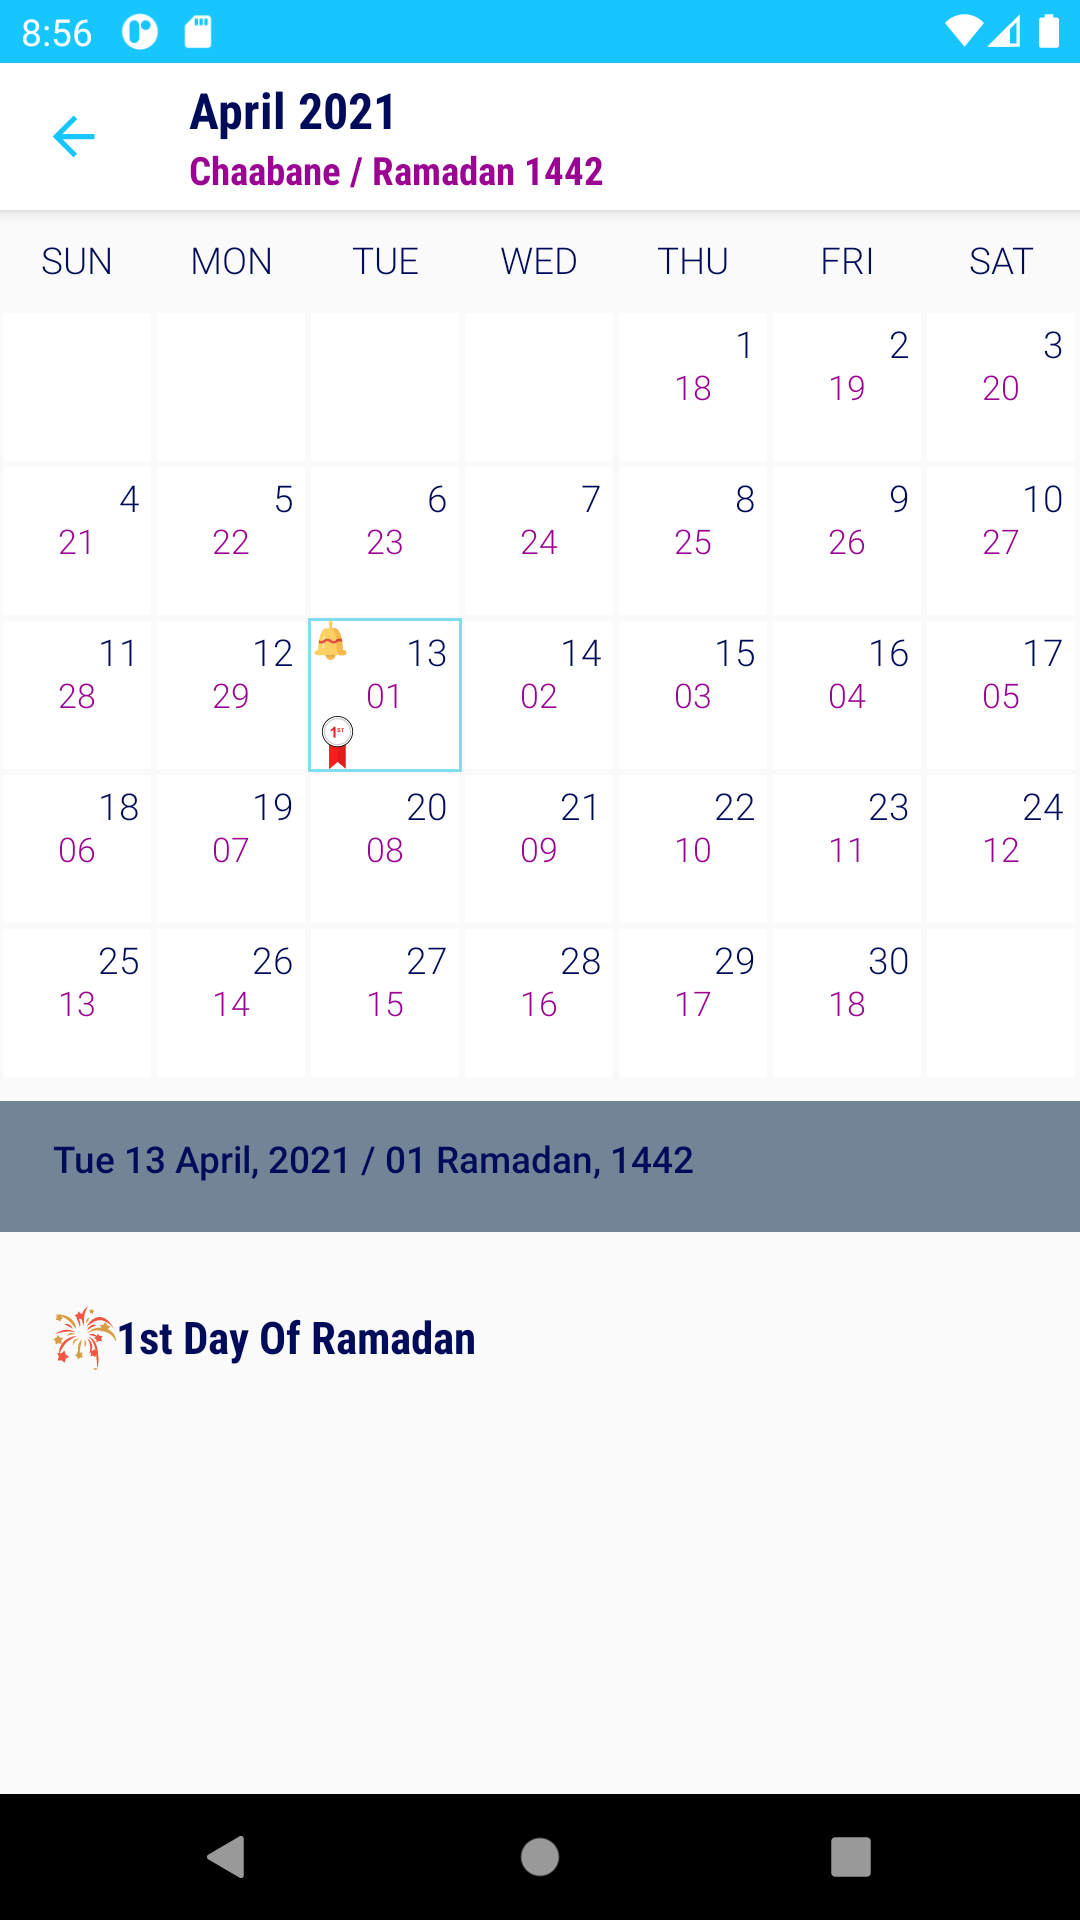 8:56
April 2021
Chaabane / Ramadan 1442
SUN MON TUE WED THU FRI SAT
1 2 3
18 19 20
4 5 6 7 8 9 10
21 22 23 24 25 26 27
11 12 13 14 15 16 17
28 29 01 02 03 04 05
1ST
18 19 20 21 22 23 24
06 07 08 09 10 11 12
25 26 27 28 29 30
13 14 15 16 17 18
Tue 13 April, 2021 / 01 Ramadan, 1442
1st Day Of Ramadan